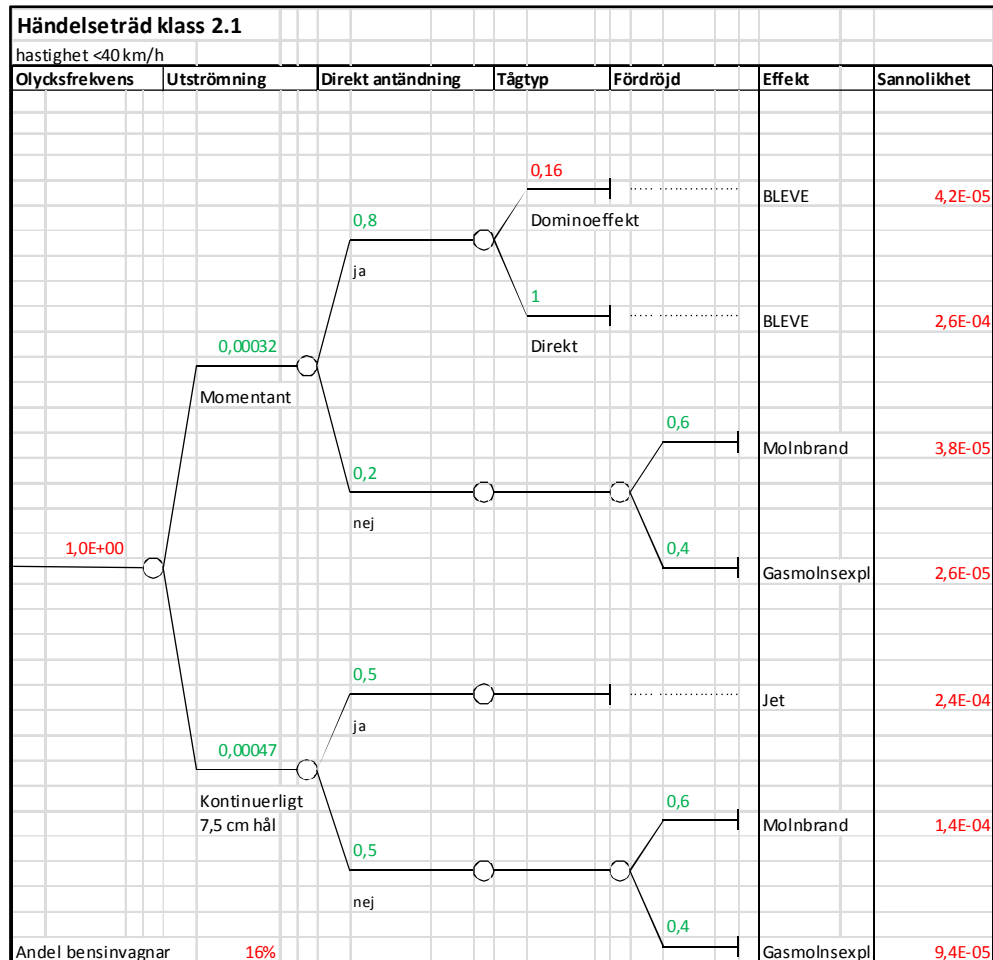 Händelseträd klass 2.1
hastighet <40 km/h
Olycksfrekvens Utströmning Direkt antändning Tågtyp Fördröjd Effekt Sannolikhet
0,16
BLEVE 4,2E-05
0,8 Dominoeffekt
ja
1
BLEVE 2,6E-04
0,00032 Direkt
Momentant
0,6
Molnbrand 3,8E-05
0,2
nej
1,0E+00 0,4
Gasmolnsexpl 2,6E-05
0,5
Jet 2,4E-04
ja
0,00047
Kontinuerligt 0,6
7,5 cm hål Molnbrand 1,4E-04
0,5
nej
0,4
Andel bensinvagnar 16% Gasmolnsexpl 9,4E-05